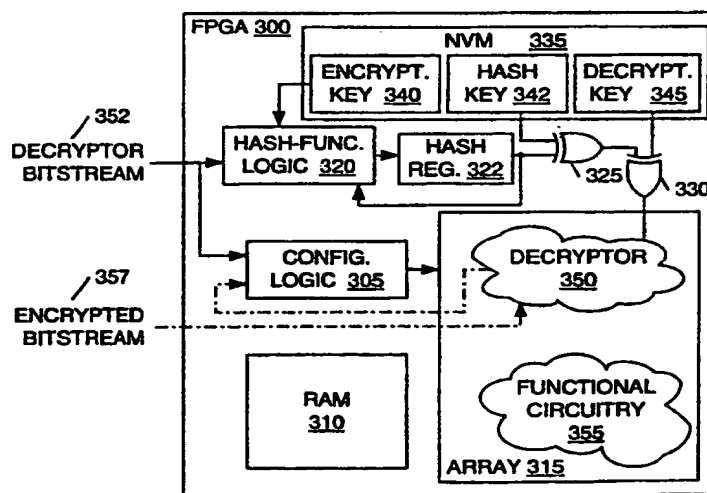 FPGA 300
NVM 335
ENCRYPT.
KEY 340
HASH
KEY 342
DECRYPT.
KEY 345
352
DECRYPTOR
BITSTREAM
HASH-FUNC.
LOGIC 320
HASH
REG. 322
325
330
CONFIG.
LOGIC 305
DECRYPTOR
350
357
ENCRYPTED
BITSTREAM
RAM
310
FUNCTIONAL
CIRCUITRY
355
ARRAY 315